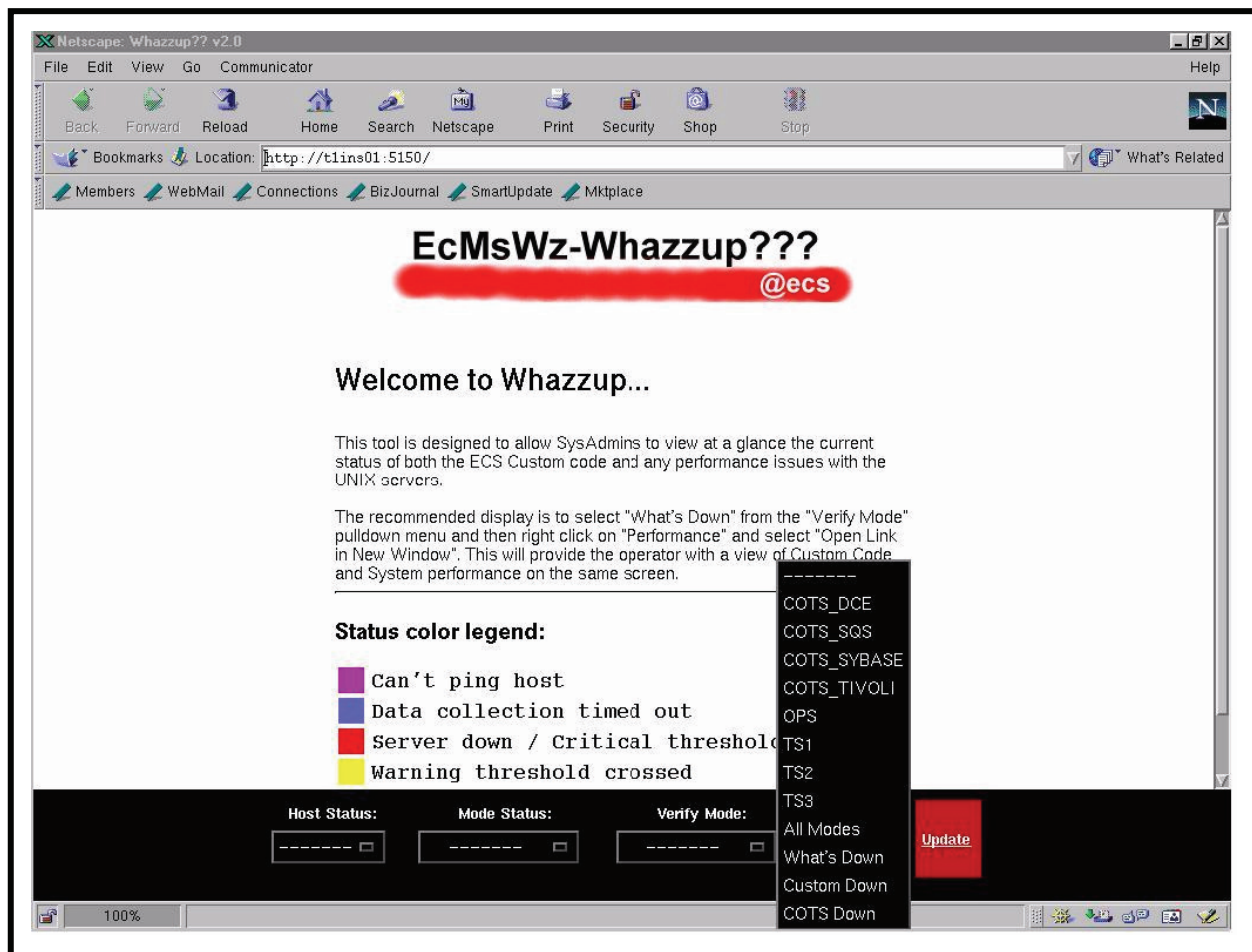 Netscape: Whazzup?? v2.0
File Edit View Go Communicator Help
Back Forward Reload Home Search Netscape Print Security Shop Stop
My
N
Bookmarks Location: http://t1ins01:5150/ What's Related
Members WebMail Connections BizJournal SmartUpdate Mktplace
EcMsWz-Whazzup???
@ecs
Welcome to Whazzup...
This tool is designed to allow SysAdmins to view at a glance the current
status of both the ECS Custom code and any performance issues with the
UNIX servers.
The recommended display is to select "What's Down" from the "Verify Mode"
pulldown menu and then right click on "Performance" and select "Open Link
in New Window". This will provide the operator with a view of Custom Code
and System performance on the same screen.
Status color legend:
Can't ping host
Data collection timed out
Server down / Critical threshold
Warning threshold crossed
-------
COTS_DCE
COTS_SQS
COTS_SYBASE
COTS_TIVOLI
OPS
TS1
TS2
TS3
All Modes
What's Down
Custom Down
COTS Down
Host Status: Mode Status: Verify Mode:
------- ------- -------
Update
100%